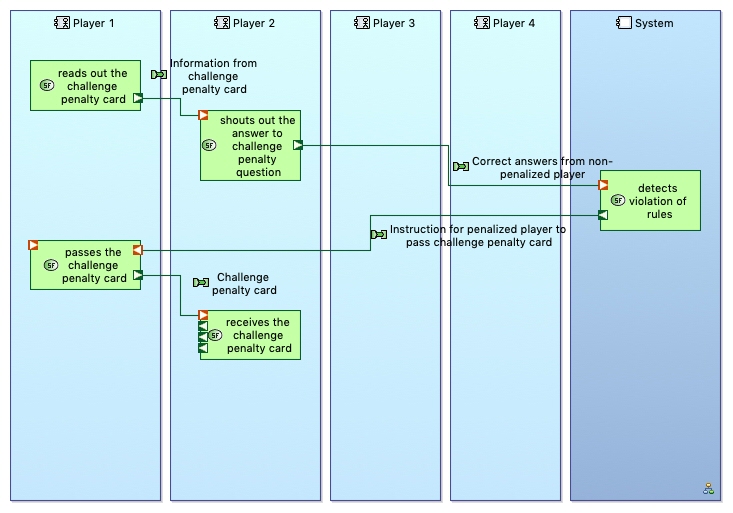 Player 1
Player 2
Player 3
Player 4
System
reads out the
challenge
penalty card
SF
Information from
challenge
penalty card
shouts out the
answer to
challenge
penalty
question
SF
Correct answers from non-
penalized player
detects
violation of
rules
SF
Instruction for penalized player to
pass challenge penalty card
passes the
challenge
penalty card
SF
Challenge
penalty card
receives the
challenge
penalty card
SF